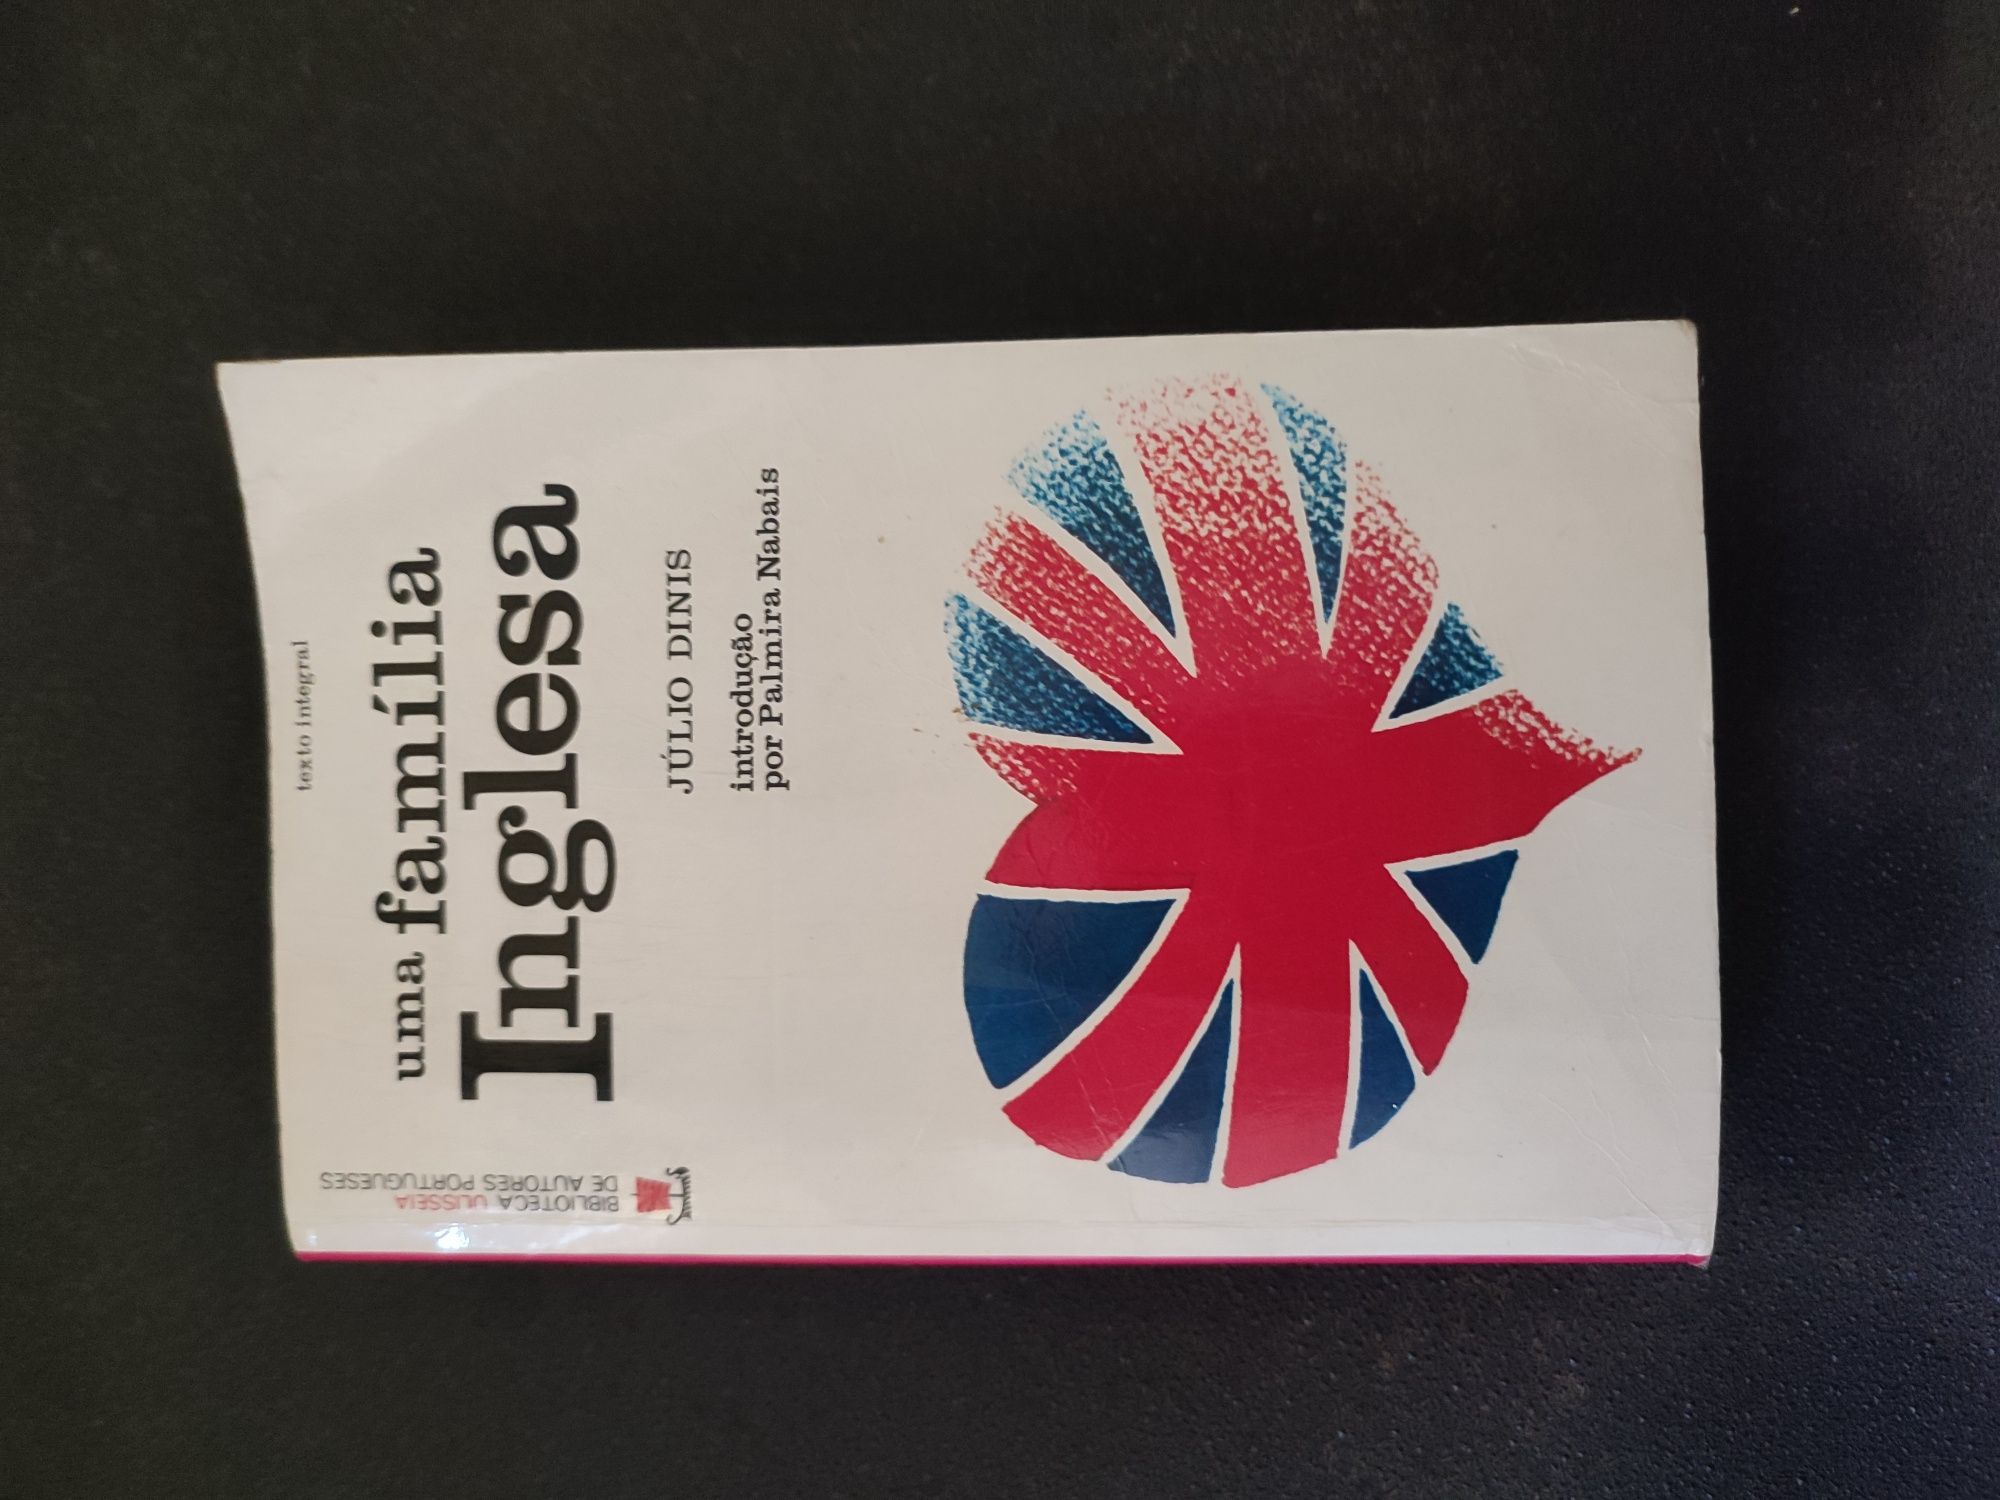 BIBLIOTECA ULISSEIA
DE AUTORES PORTUGUESES
texto integral
uma família
Inglesa
JÚLIO DINIS
introdução
por Palmira Nabais